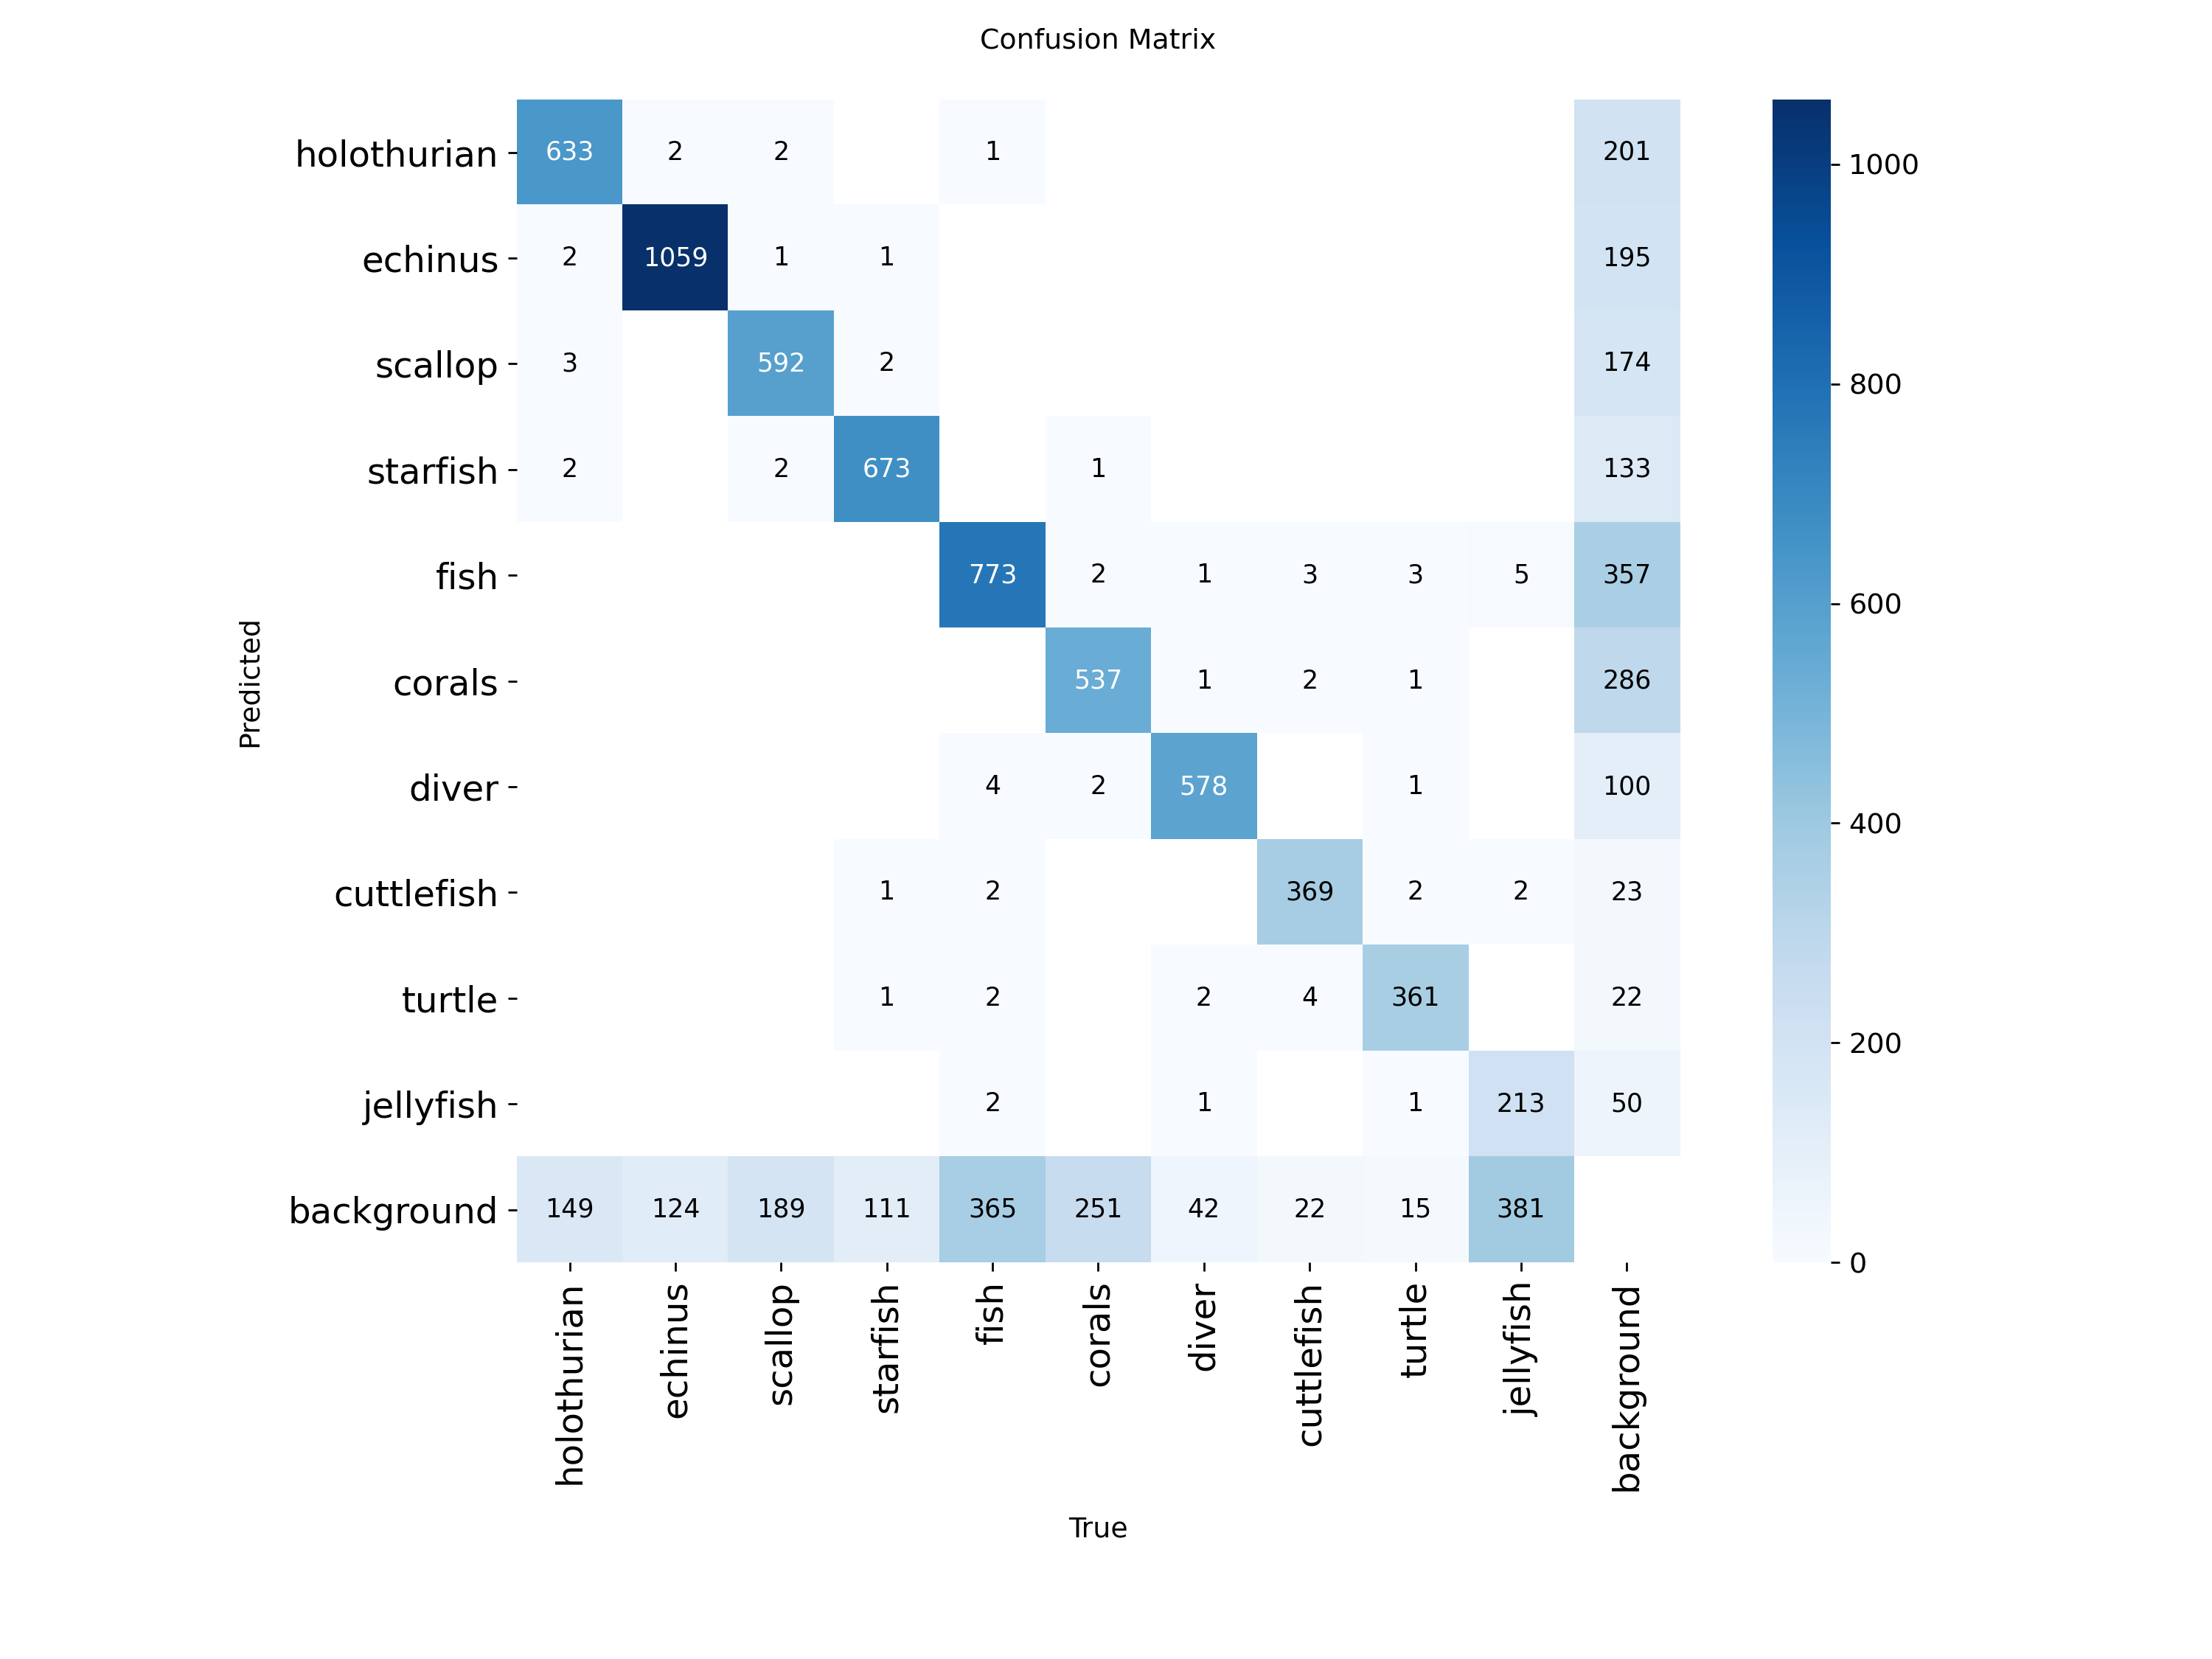 Confusion Matrix
holothurian 633 2 2 1 201
echinus 2 1059 1 1 195
scallop 3 592 2 174
starfish 2 2 673 1 133
fish 773 2 1 3 3 5 357
corals 537 1 2 1 286
diver 4 2 578 1 100
cuttlefish 1 2 369 2 2 23
turtle 1 2 2 4 361 22
jellyfish 2 1 1 213 50
background 149 124 189 111 365 251 42 22 15 381
Predicted
holothurian echinus scallop starfish fish corals diver cuttlefish turtle jellyfish background
True
1000
800
600
400
200
0